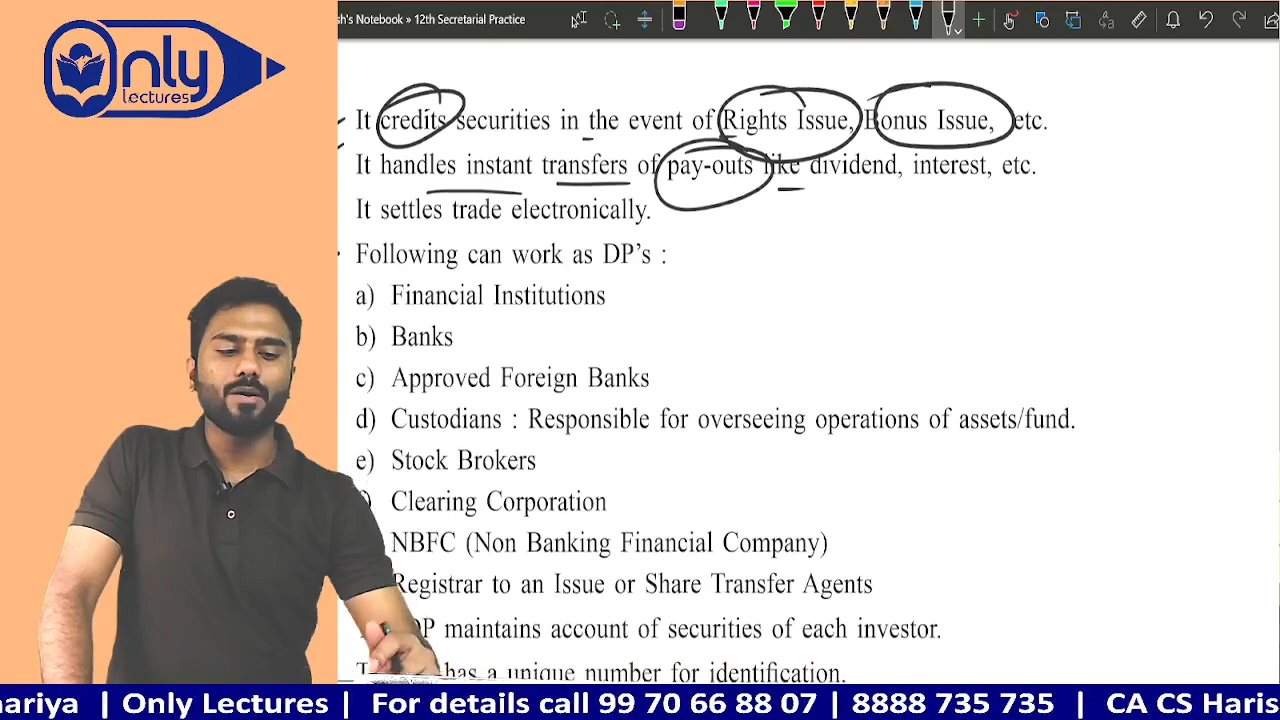 sh's Notebook » 12th Secretarial Practice
Only
lectures
It credits securities in the event of Rights Issue, Bonus Issue, etc.
It handles instant transfers of pay-outs like dividend, interest, etc.
It settles trade electronically.
Following can work as DP's :
a) Financial Institutions
b) Banks
c) Approved Foreign Banks
d) Custodians : Responsible for overseeing operations of assets/fund.
e) Stock Brokers
Clearing Corporation
NBFC (Non Banking Financial Company)
Registrar to an Issue or Share Transfer Agents
DP maintains account of securities of each investor.
has a unique number for identification.
hariya | Only Lectures | For details call 99 70 66 88 07 | 8888 735 735 | CA CS Haris